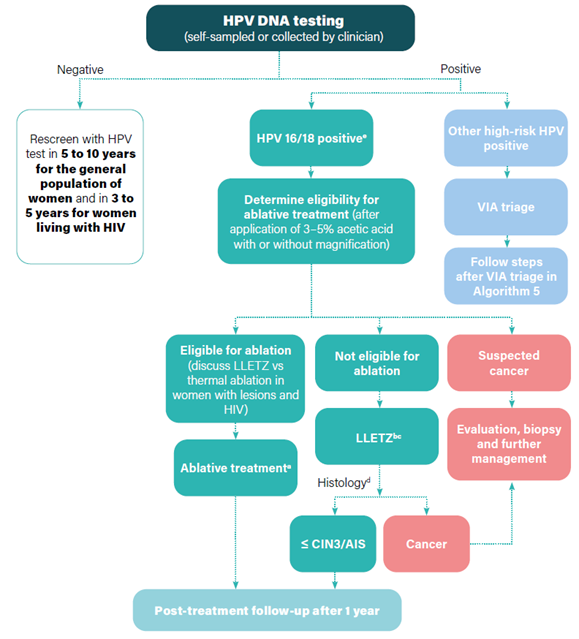 HPV DNA testing
(self-sampled or collected by clinician)
Negative
Positive
Rescreen with HPV
test in 5 to 10 years
for the general
population of
women and in 3 to
5 years for women
living with HIV
HPV 16/18 positiveᵉ
Other high-risk HPV
positive
Determine eligibility for
ablative treatment (after
application of 3–5% acetic acid
with or without magnification)
VIA triage
Follow steps
after VIA triage in
Algorithm 5
Eligible for ablation
(discuss LLETZ vs
thermal ablation in
women with lesions and
HIV)
Not eligible for
ablation
Suspected
cancer
Ablative treatmentᵃ
LLETZᵇᶜ
Evaluation, biopsy
and further
management
Histologyᵈ
≤ CIN3/AIS
Cancer
Post-treatment follow-up after 1 year